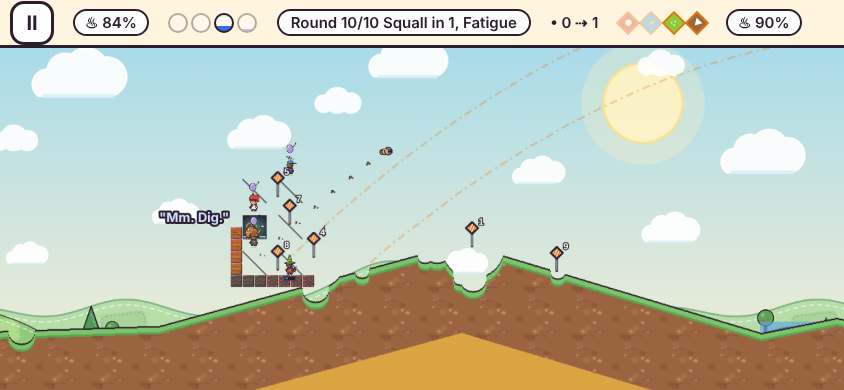 84%
Round 10/10 Squall in 1, Fatigue
• 0 ⇢ 1
90%
5
7
"Mm. Dig."
4
1
8
9